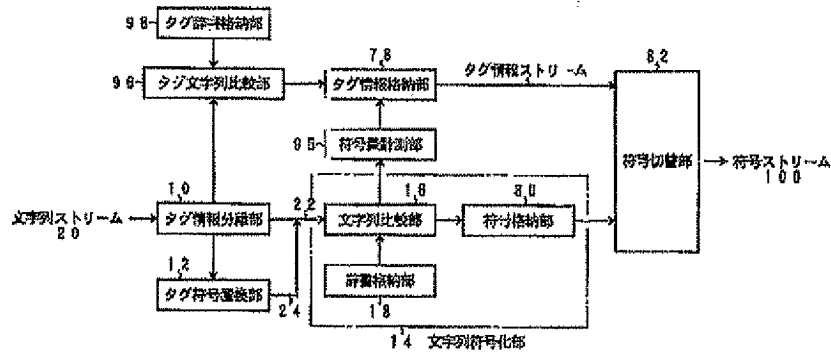 98 タグ辞書格納部
78
82
96 タグ文字列比較部
タグ情報格納部
タグ情報ストリーム
95 符号量計測部
符号切替部
符号ストリーム
100
10
22
16
80
文字列ストリーム
20
タグ情報分離部
文字列比較部
符号格納部
12
タグ符号置換部
24
辞書格納部
18
14 文字列符号化部